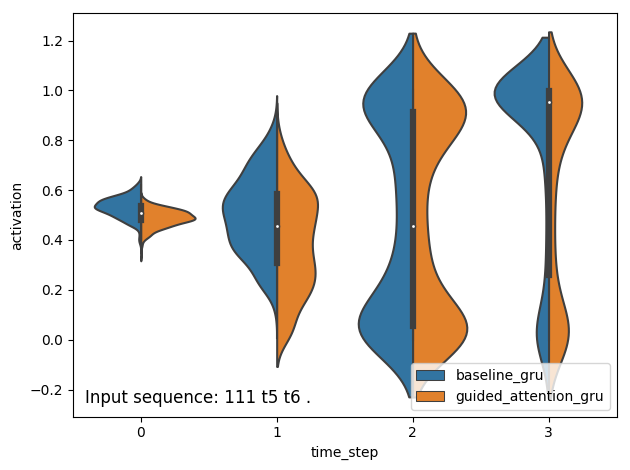 1.2
1.0
0.8
0.6
0.4
0.2
0.0
−0.2
activation
Input sequence: 111 t5 t6 .
baseline_gru
guided_attention_gru
0 1 2 3
time_step